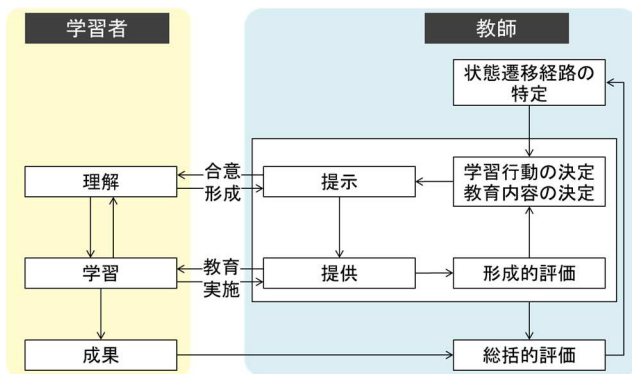 学習者
教師
状態遷移経路の
特定
理解
合意
形成
提示
学習行動の決定
教育内容の決定
学習
教育
実施
提供
形成的評価
成果
総括的評価